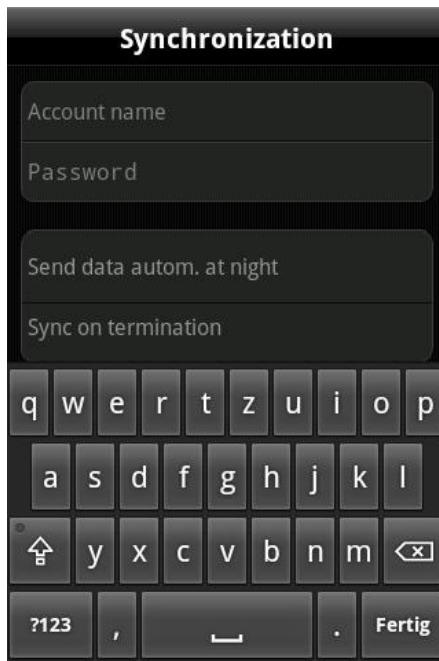 Synchronization
Account name
Password
Send data autom. at night
Sync on termination
q w e r t z u i o p
a s d f g h j k l
y x c v b n m
?123 , . Fertig